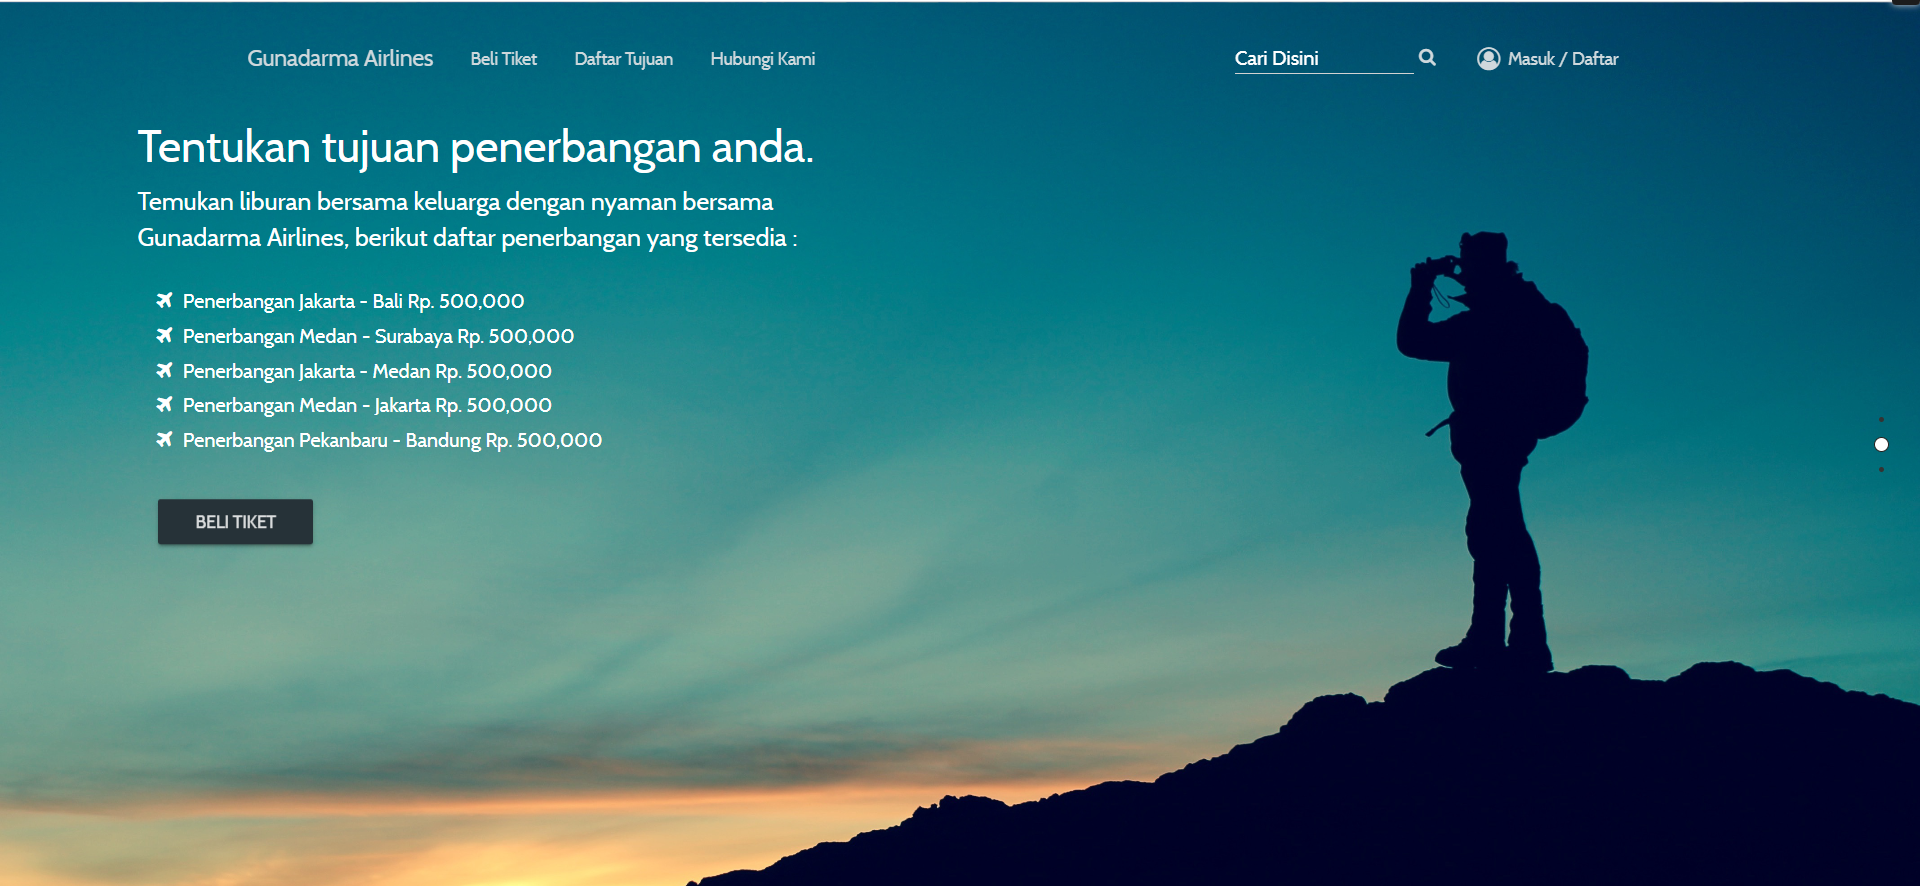 Gunadarma Airlines Beli Tiket Daftar Tujuan Hubungi Kami Cari Disini Masuk / Daftar
Tentukan tujuan penerbangan anda.
Temukan liburan bersama keluarga dengan nyaman bersama
Gunadarma Airlines, berikut daftar penerbangan yang tersedia :
Penerbangan Jakarta - Bali Rp. 500,000
Penerbangan Medan - Surabaya Rp. 500,000
Penerbangan Jakarta - Medan Rp. 500,000
Penerbangan Medan - Jakarta Rp. 500,000
Penerbangan Pekanbaru - Bandung Rp. 500,000
BELI TIKET